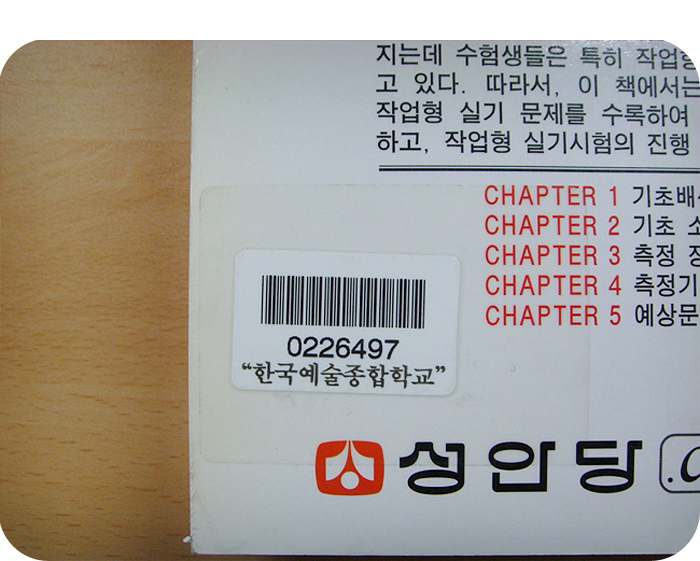 지는데 수험생들은 특히 작업형
고 있다. 따라서, 이 책에서는
작업형 실기 문제를 수록하여
하고, 작업형 실기시험의 진행
CHAPTER 1 기초배
CHAPTER 2 기초
CHAPTER 3 측정
CHAPTER 4 측정기
CHAPTER 5 예상문
0226497
“한국예술종합학교”
성안당